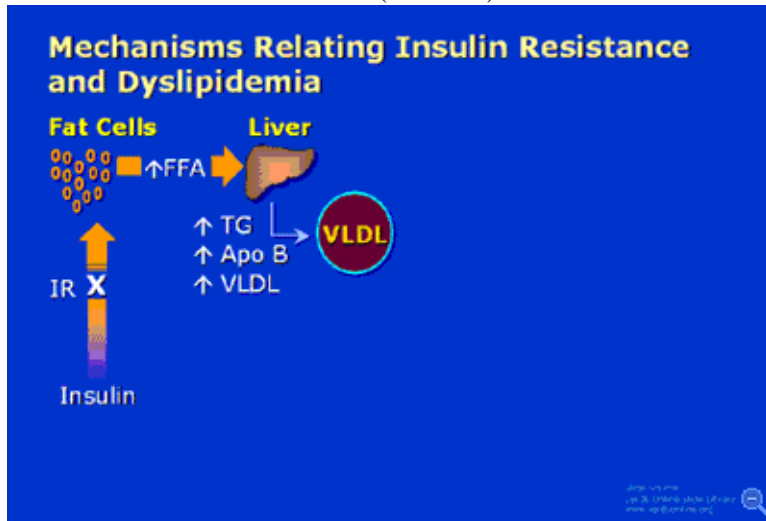 Mechanisms Relating Insulin Resistance
and Dyslipidemia
Fat Cells
Liver
↑FFA
↑ TG
↑ Apo B
↑ VLDL
VLDL
IR X
Insulin